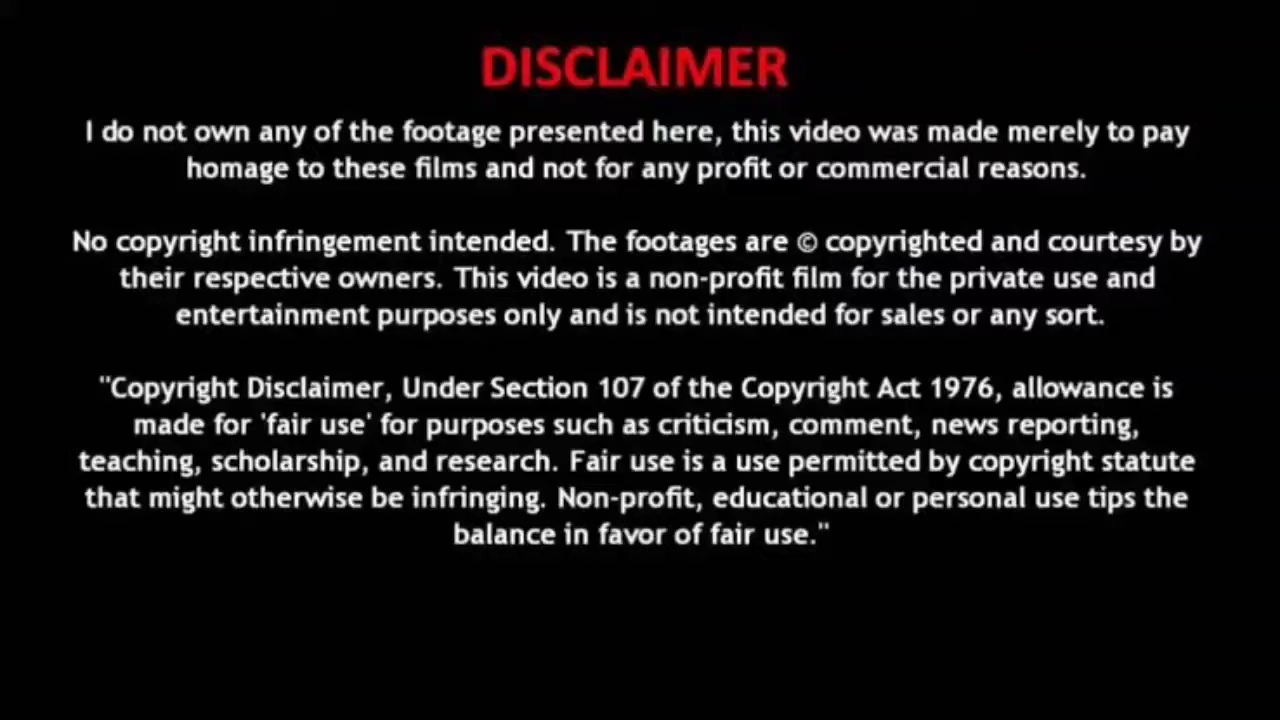 DISCLAIMER
I do not own any of the footage presented here, this video was made merely to pay
homage to these films and not for any profit or commercial reasons.
No copyright infringement intended. The footages are © copyrighted and courtesy by
their respective owners. This video is a non-profit film for the private use and
entertainment purposes only and is not intended for sales or any sort.
"Copyright Disclaimer, Under Section 107 of the Copyright Act 1976, allowance is
made for 'fair use' for purposes such as criticism, comment, news reporting,
teaching, scholarship, and research. Fair use is a use permitted by copyright statute
that might otherwise be infringing. Non-profit, educational or personal use tips the
balance in favor of fair use."